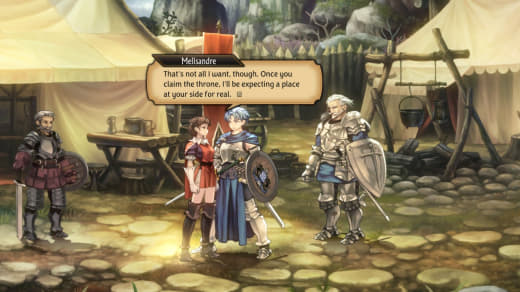 Melisandre
That's not all I want, though. Once you
claim the throne, I'll be expecting a place
at your side for real.